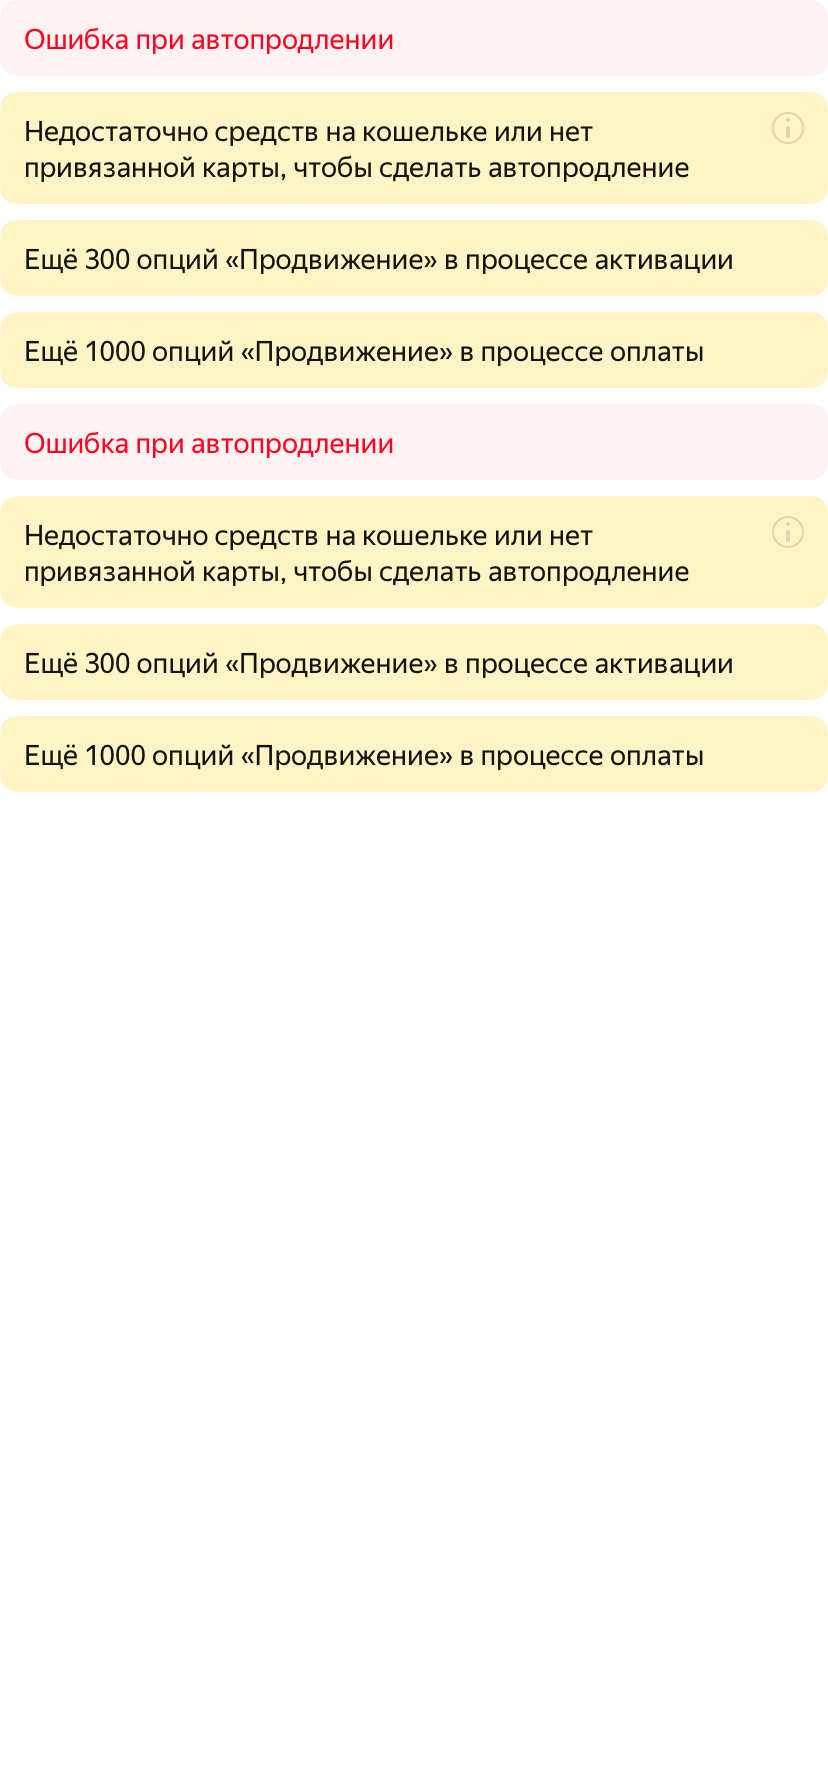 Ошибка при автопродлении
Недостаточно средств на кошельке или нет
привязанной карты, чтобы сделать автопродление
Ещё 300 опций «Продвижение» в процессе активации
Ещё 1000 опций «Продвижение» в процессе оплаты
Ошибка при автопродлении
Недостаточно средств на кошельке или нет
привязанной карты, чтобы сделать автопродление
Ещё 300 опций «Продвижение» в процессе активации
Ещё 1000 опций «Продвижение» в процессе оплаты